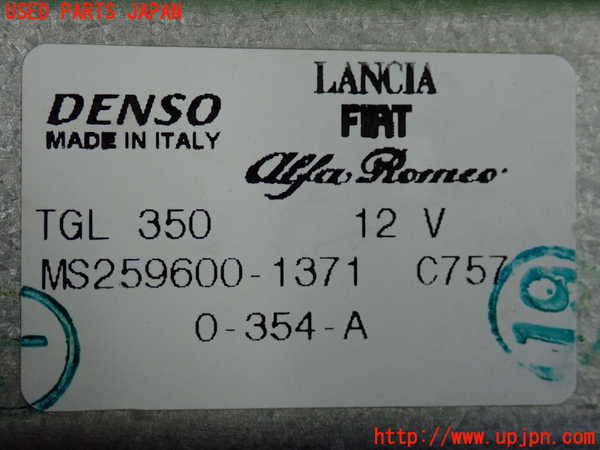 USED PARTS JAPAN
LANCIA
DENSO
FIAT
MADE IN ITALY
Alfa Romeo
TGL 350 12 V
MS259600-1371 C757
0-354-A
19
http://www.upjpn.com/